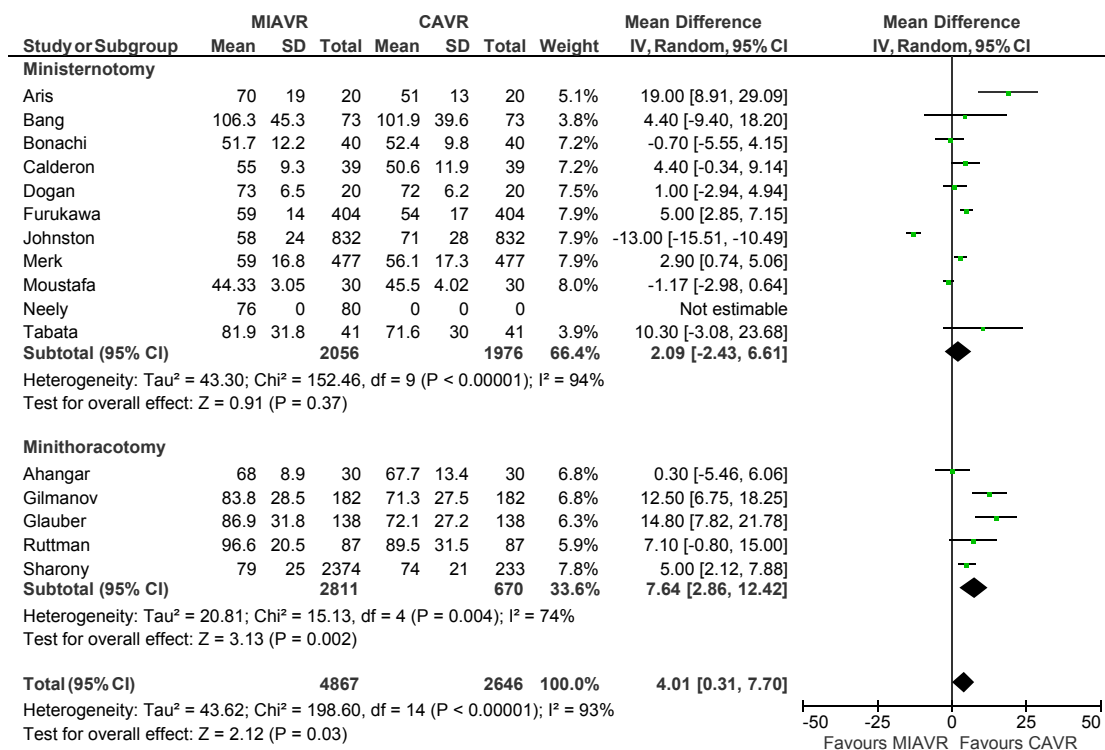 MIAVR CAVR Mean Difference Mean Difference
Study or Subgroup Mean SD Total Mean SD Total Weight IV, Random, 95% CI IV, Random, 95% CI
Ministernotomy
Aris 70 19 20 51 13 20 5.1% 19.00 [8.91, 29.09]
Bang 106.3 45.3 73 101.9 39.6 73 3.8% 4.40 [-9.40, 18.20]
Bonachi 51.7 12.2 40 52.4 9.8 40 7.2% -0.70 [-5.55, 4.15]
Calderon 55 9.3 39 50.6 11.9 39 7.2% 4.40 [-0.34, 9.14]
Dogan 73 6.5 20 72 6.2 20 7.5% 1.00 [-2.94, 4.94]
Furukawa 59 14 404 54 17 404 7.9% 5.00 [2.85, 7.15]
Johnston 58 24 832 71 28 832 7.9% -13.00 [-15.51, -10.49]
Merk 59 16.8 477 56.1 17.3 477 7.9% 2.90 [0.74, 5.06]
Moustafa 44.33 3.05 30 45.5 4.02 30 8.0% -1.17 [-2.98, 0.64]
Neely 76 0 80 0 0 0 Not estimable
Tabata 81.9 31.8 41 71.6 30 41 3.9% 10.30 [-3.08, 23.68]
Subtotal (95% CI) 2056 1976 66.4% 2.09 [-2.43, 6.61]
Heterogeneity: Tau² = 43.30; Chi² = 152.46, df = 9 (P < 0.00001); I² = 94%
Test for overall effect: Z = 0.91 (P = 0.37)
Minithoracotomy
Ahangar 68 8.9 30 67.7 13.4 30 6.8% 0.30 [-5.46, 6.06]
Gilmanov 83.8 28.5 182 71.3 27.5 182 6.8% 12.50 [6.75, 18.25]
Glauber 86.9 31.8 138 72.1 27.2 138 6.3% 14.80 [7.82, 21.78]
Ruttman 96.6 20.5 87 89.5 31.5 87 5.9% 7.10 [-0.80, 15.00]
Sharony 79 25 2374 74 21 233 7.8% 5.00 [2.12, 7.88]
Subtotal (95% CI) 2811 670 33.6% 7.64 [2.86, 12.42]
Heterogeneity: Tau² = 20.81; Chi² = 15.13, df = 4 (P = 0.004); I² = 74%
Test for overall effect: Z = 3.13 (P = 0.002)
Total (95% CI) 4867 2646 100.0% 4.01 [0.31, 7.70]
Heterogeneity: Tau² = 43.62; Chi² = 198.60, df = 14 (P < 0.00001); I² = 93%
Test for overall effect: Z = 2.12 (P = 0.03)
-50 -25 0 25 50
Favours MIAVR Favours CAVR